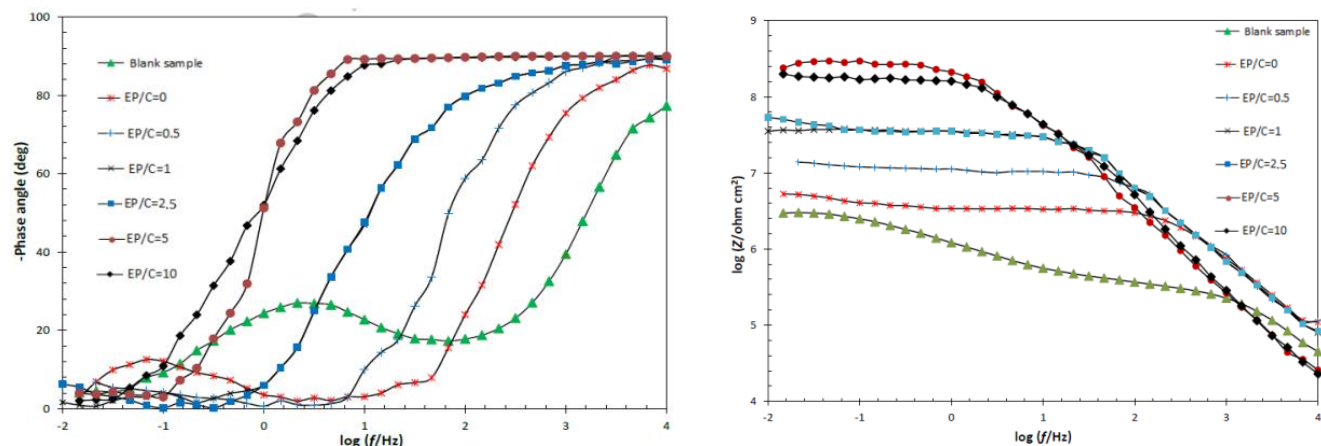 100
80
60
40
20
0
-Phase angle (deg)
Blank sample
EP/C=0
EP/C=0.5
EP/C=1
EP/C=2,5
EP/C=5
EP/C=10
-2
-1
0
1
2
3
4
log (f/Hz)
9
8
7
6
5
4
log (Z/ohm cm²)
Blank sample
EP/C=0
EP/C=0.5
EP/C=1
EP/C=2,5
EP/C=5
EP/C=10
-2
-1
0
1
2
3
4
log (f/Hz)